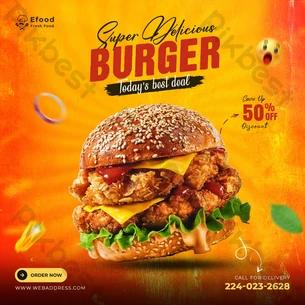 Efood
Fresh Food
Super Delicious
BURGER
Today's best deal
Save Up
50%
OFF
Discount
ORDER NOW
WWW.WEBADDRESS.COM
CALL FOR DELIVERY
224-023-2628